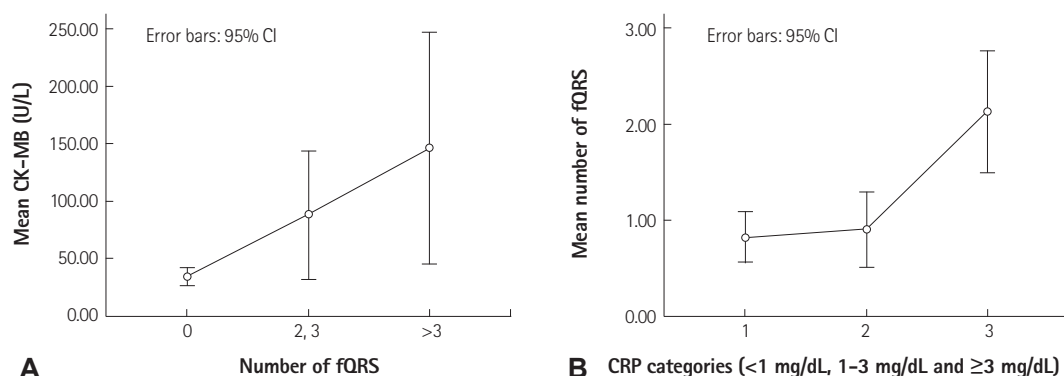 250.00
200.00
150.00
100.00
50.00
0.00
Mean CK-MB (U/L)
Error bars: 95% CI
0
2, 3
>3
A
Number of fQRS
3.00
2.00
1.00
0.00
Mean number of fQRS
Error bars: 95% CI
1
2
3
B
CRP categories (<1 mg/dL, 1-3 mg/dL and ≥3 mg/dL)